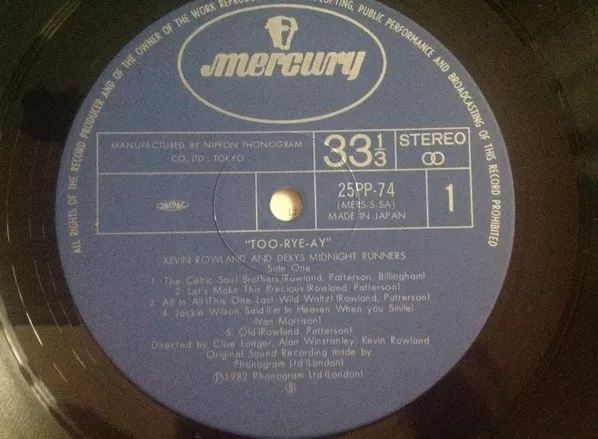 ALL RIGHTS OF THE RECORD PRODUCER AND OF THE OWNER OF THE WORK REPRODUCED COPYING, PUBLIC PERFORMANCE AND BROADCASTING OF THIS RECORD PROHIBITED
mercury
MANUFACTURED BY NIPPON PHONOGRAM
CO., LTD., TOKYO
33 1/3
STEREO
25PP-74
(MERS-5-SA)
MADE IN JAPAN
1
"TOO-RYE-AY"
KEVIN ROWLAND AND DEXYS MIDNIGHT RUNNERS
Side One
1. The Celtic Soul Brothers(Rowland, Patterson, Billingham)
2. Let's Make This Precious(Rowland, Patterson)
3. All in All(This One Last Wild Waltz)(Rowland, Patterson)
4. Jackie Wilson Said(I'm In Heaven When you Smile)
(Van Morrison)
5. Old(Rowland, Patterson)
Directed by Clive Langer, Alan Winstanley, Kevin Rowland
Original Sound Recording made by
Phonogram Ltd(London)
Ⓟ1982 Phonogram Ltd(London)